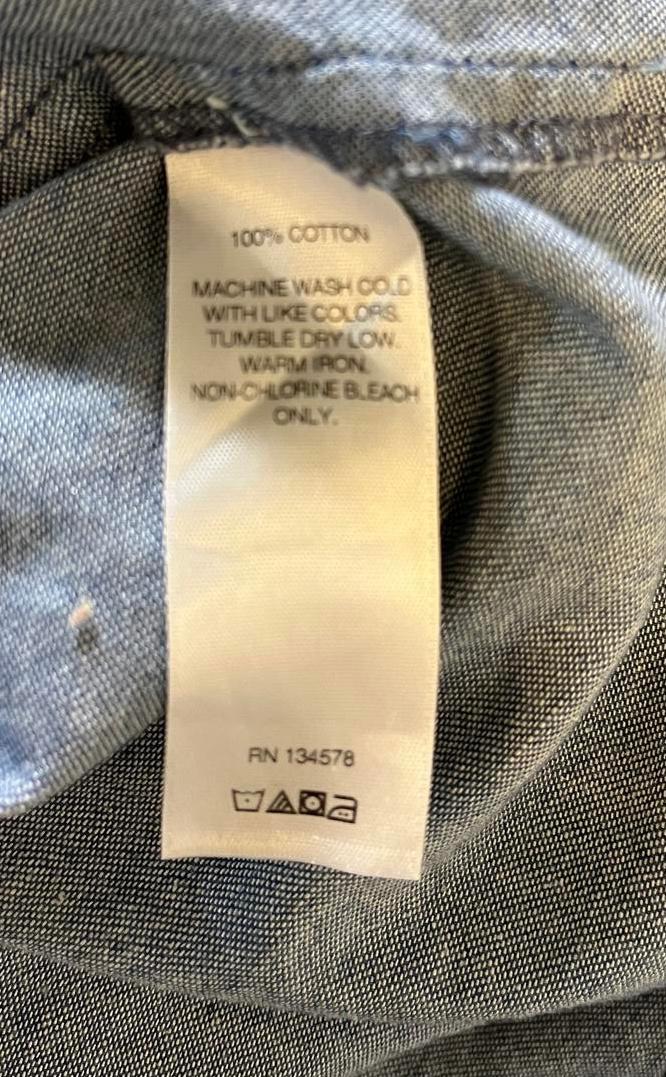 100% COTTON
MACHINE WASH COLD
WITH LIKE COLORS.
TUMBLE DRY LOW.
WARM IRON.
NON-CHLORINE BLEACH
ONLY.
RN 134578